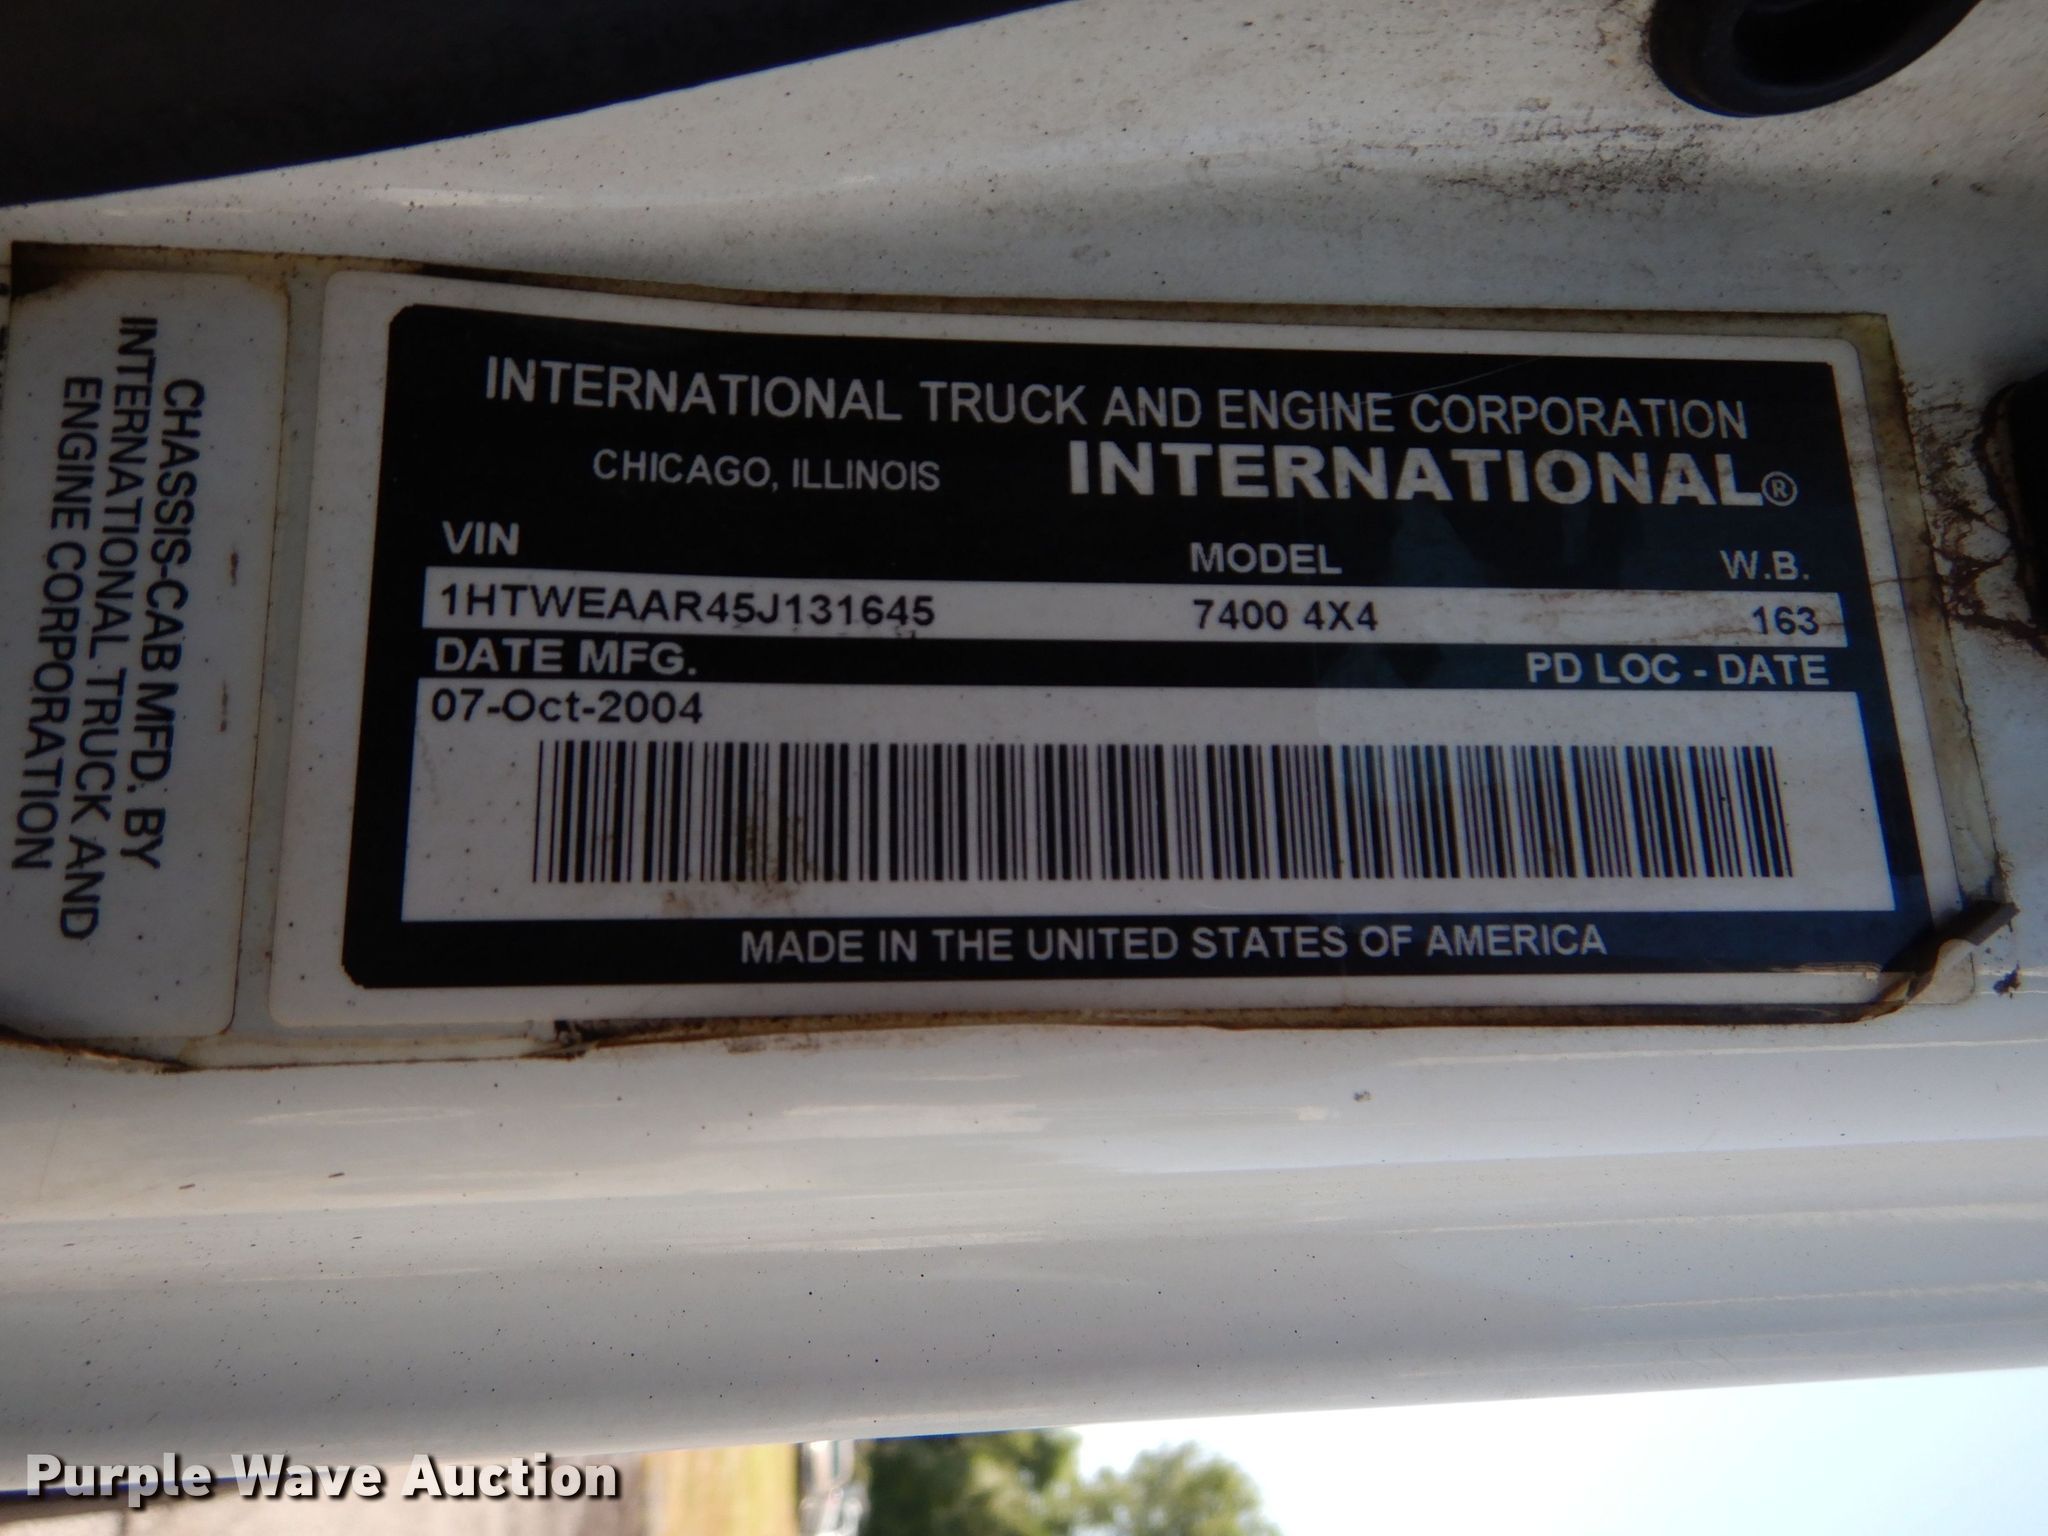 CHASSIS-CAB MFD. BY
INTERNATIONAL TRUCK AND
ENGINE CORPORATION
INTERNATIONAL TRUCK AND ENGINE CORPORATION
CHICAGO, ILLINOIS INTERNATIONAL®
VIN MODEL W.B.
1HTWEAAR45J131645 7400 4X4 163
DATE MFG. PD LOC - DATE
07-Oct-2004
MADE IN THE UNITED STATES OF AMERICA
Purple Wave Auction